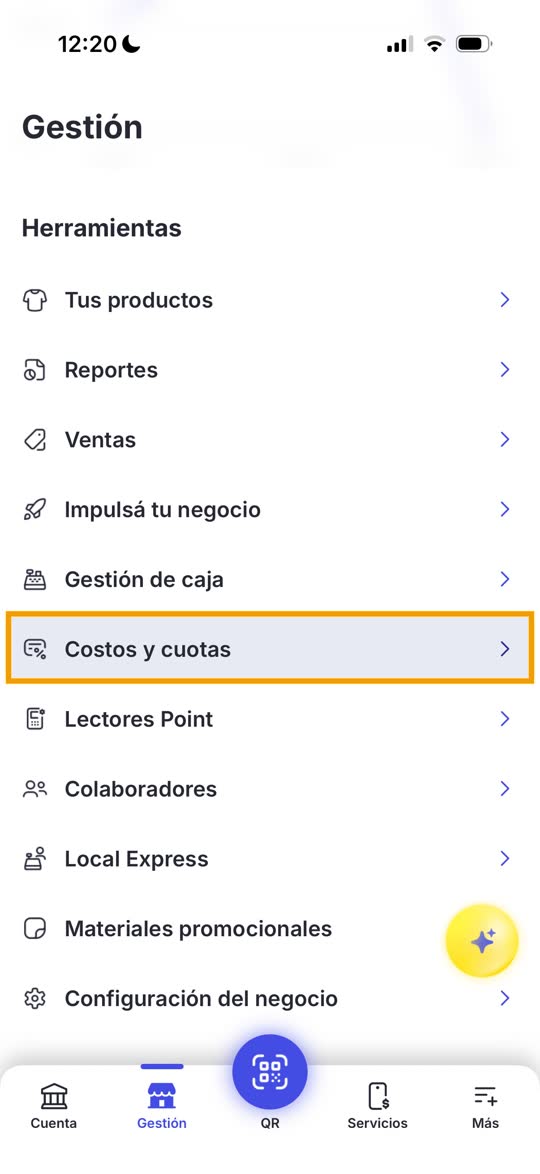 12:20
Gestión
Herramientas
Tus productos
Reportes
Ventas
Impulsá tu negocio
Gestión de caja
Costos y cuotas
Lectores Point
Colaboradores
Local Express
Materiales promocionales
Configuración del negocio
Cuenta
Gestión
QR
Servicios
Más